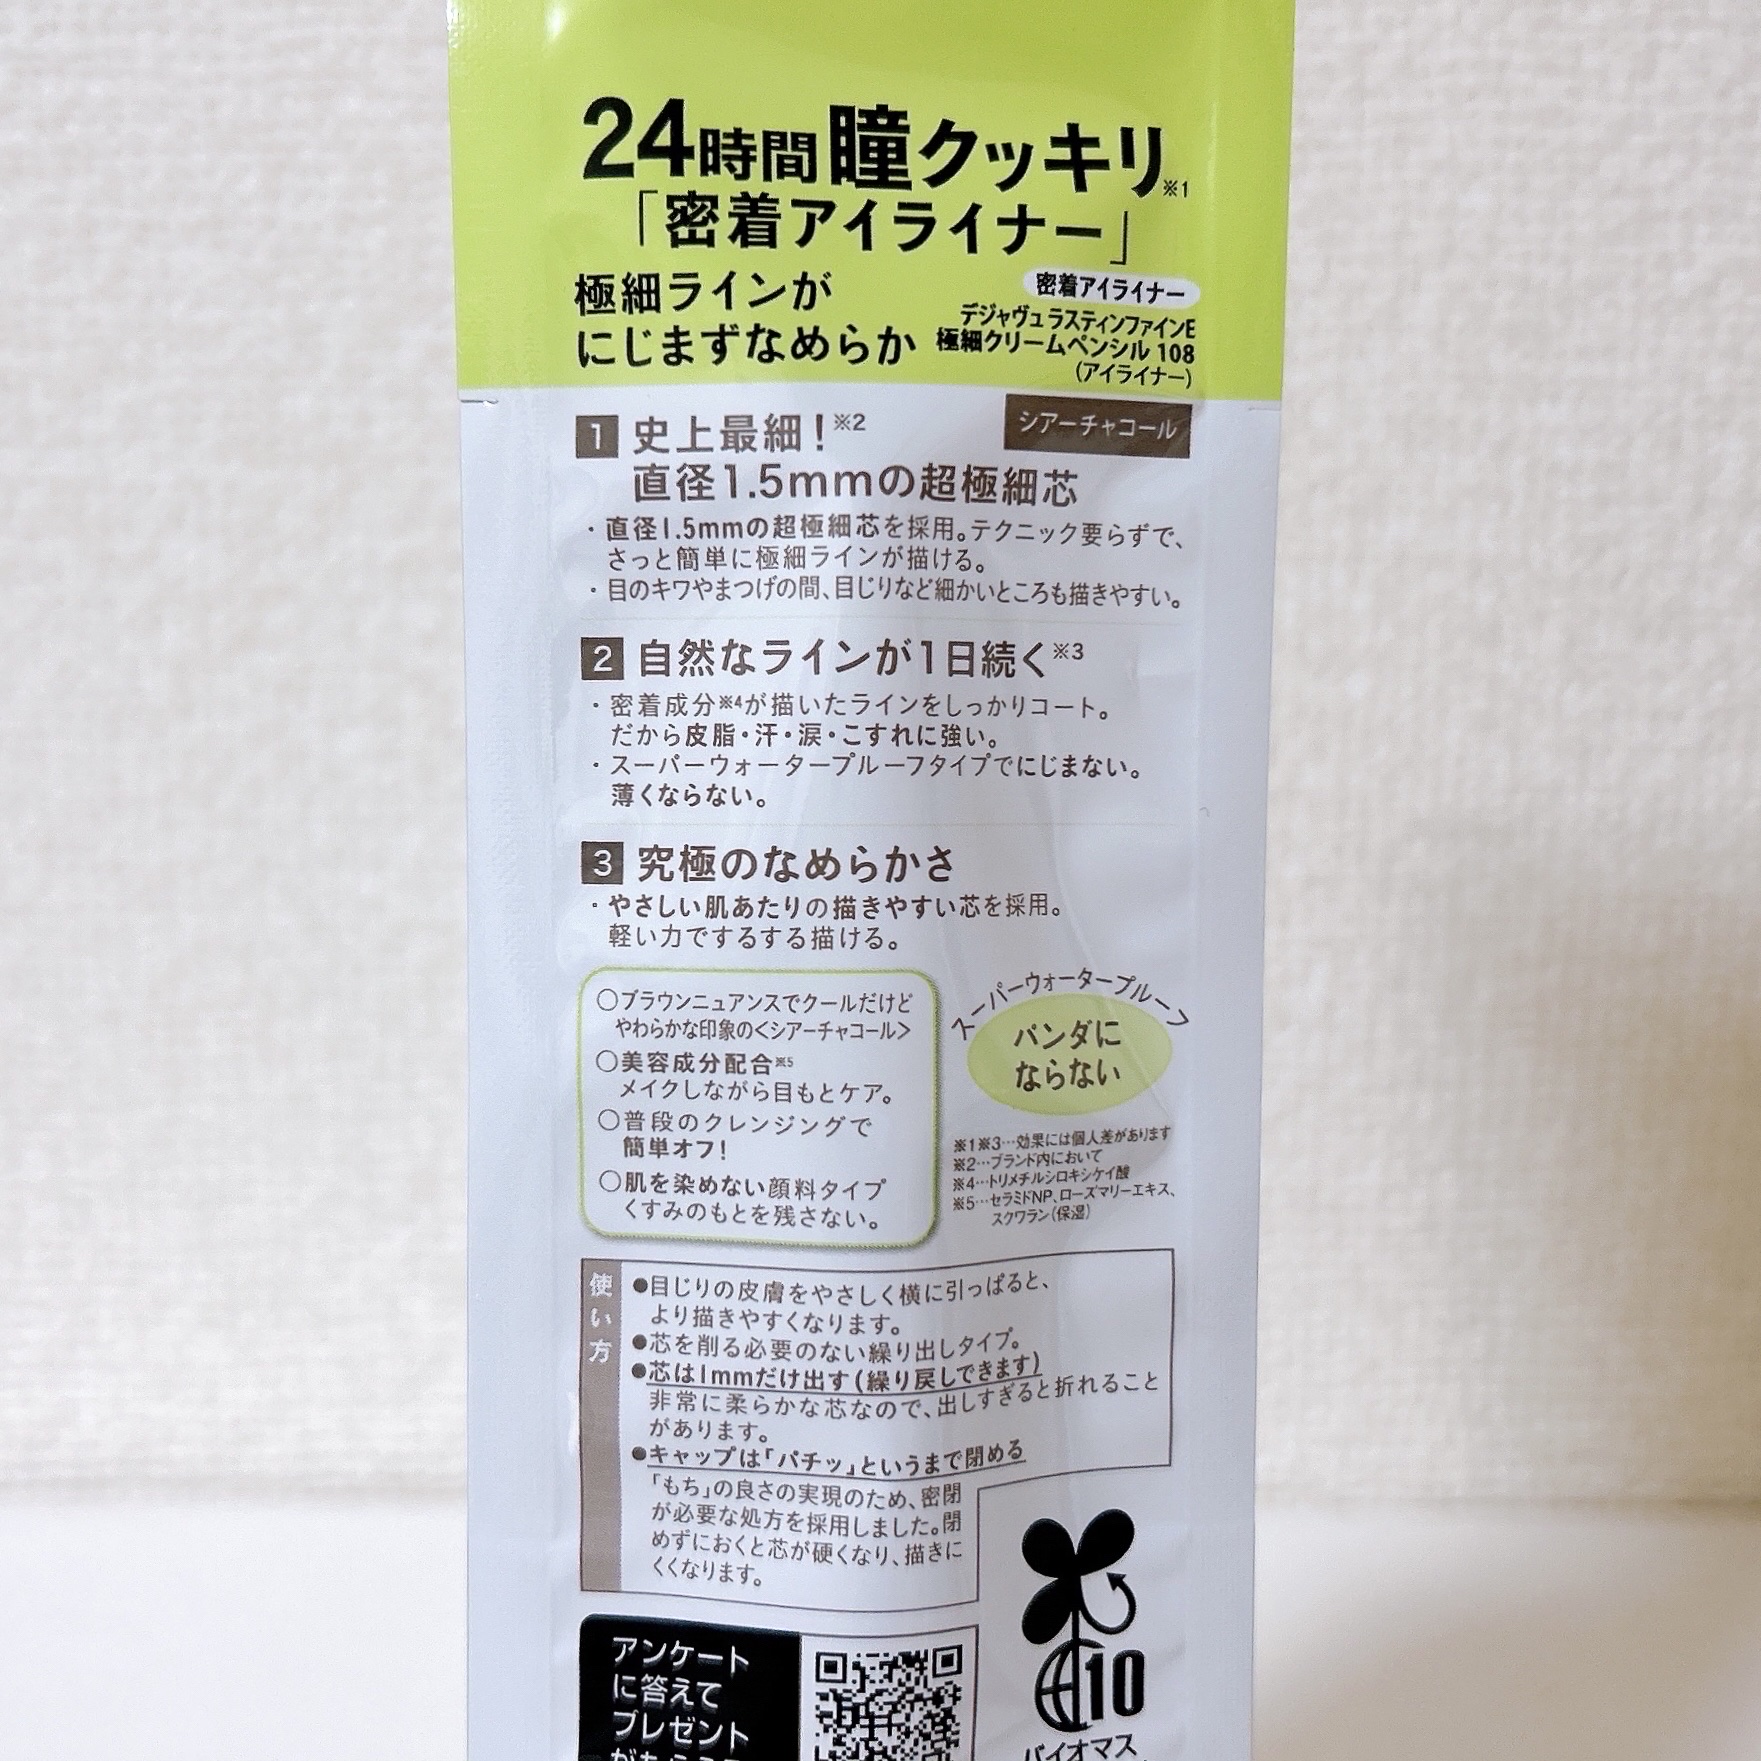 24時間瞳クッキリ※1
「密着アイライナー」
極細ラインが
にじまずなめらか
密着アイライナー
デジャヴュ ラスティンファインE
極細クリームペンシル 108
(アイライナー)
シアーチャコール
1 史上最細!※2
直径1.5mmの超極細芯
・直径1.5mmの超極細芯を採用。テクニック要らずで、
さっと簡単に極細ラインが描ける。
・目のキワやまつげの間、目じりなど細かいところも描きやすい。
2 自然なラインが1日続く※3
・密着成分※4が描いたラインをしっかりコート。
だから皮脂・汗・涙・こすれに強い。
・スーパーウォータープルーフタイプでにじまない。
薄くならない。
3 究極のなめらかさ
・やさしい肌あたりの描きやすい芯を採用。
軽い力でするする描ける。
○ブラウンニュアンスでクールだけど
やわらかな印象の<シアーチャコール>
○美容成分配合※5
メイクしながら目もとケア。
○普段のクレンジングで
簡単オフ!
○肌を染めない顔料タイプ
くすみのもとを残さない。
スーパーウォータープルーフ
パンダに
ならない
※1※3…効果には個人差があります
※2…ブランド内において
※4…トリメチルシロキシケイ酸
※5…セラミドNP、ローズマリーエキス、
スクワラン(保湿)
使い方
●目じりの皮膚をやさしく横に引っぱると、
より描きやすくなります。
●芯を削る必要のない繰り出しタイプ。
●芯は1mmだけ出す(繰り戻しできます)
非常に柔らかな芯なので、出しすぎると折れること
があります。
●キャップは「パチッ」というまで閉める
「もち」の良さの実現のため、密閉
が必要な処方を採用しました。閉
めずにおくと芯が硬くなり、描きに
くくなります。
アンケート
に答えて
プレゼント
10
バイオマス